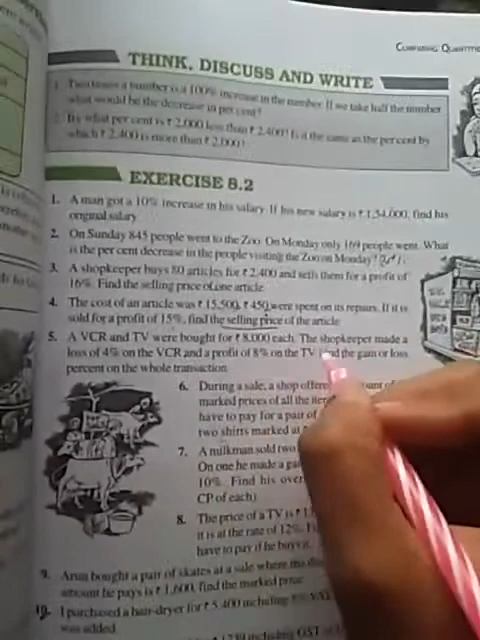 COMPARING QUANTITIES
THINK, DISCUSS AND WRITE
1. Two times a number is a 100% increase in the number. If we take half the number
what would be the decrease in per cent?
2. By what per cent is ₹ 2,000 less than ₹ 2,400? Is it the same as the per cent by
which ₹ 2,400 is more than ₹ 2,000?
EXERCISE 8.2
1. A man got a 10% increase in his salary. If his new salary is ₹ 1,54,000, find his
original salary.
2. On Sunday 845 people went to the Zoo. On Monday only 169 people went. What
is the per cent decrease in the people visiting the Zoo on Monday?
3. A shopkeeper buys 80 articles for ₹ 2,400 and sells them for a profit of
16%. Find the selling price of one article.
4. The cost of an article was ₹ 15,500. ₹ 450 were spent on its repairs. If it is
sold for a profit of 15%, find the selling price of the article.
5. A VCR and TV were bought for ₹ 8,000 each. The shopkeeper made a
loss of 4% on the VCR and a profit of 8% on the TV. Find the gain or loss
percent on the whole transaction.
6. During a sale, a shop offere
marked prices of all the ite
have to pay for a pair of
two shirts marked at
7. A milkman sold two
On one he made a ga
10%. Find his over
CP of each)
8. The price of a TV is ₹ 1
it is at the rate of 12%.
have to pay if he buys it.
9. Arun bought a pair of skates at a sale where the
amount he pays is ₹ 1,600, find the marked price.
10. I purchased a hair-dryer for ₹ 5,400 including 8% VAT
was added.
including GST